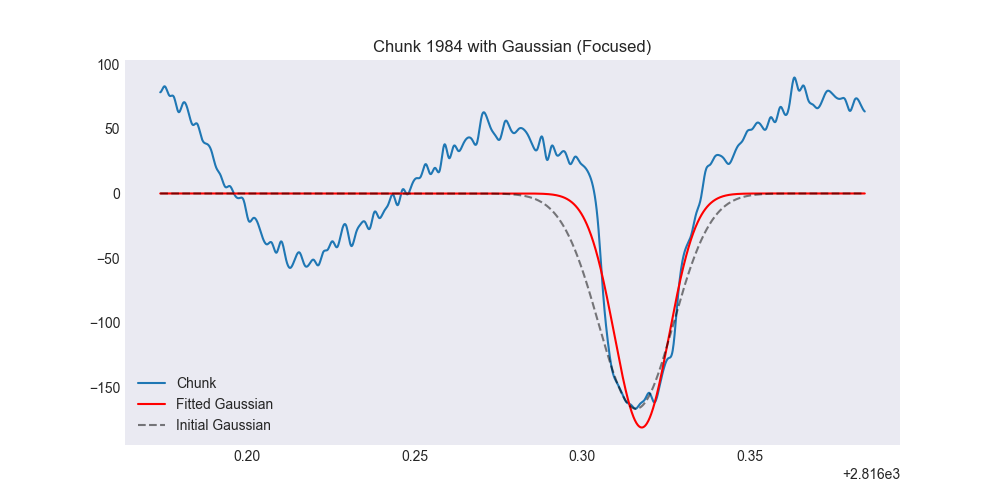 Chunk 1984 with Gaussian (Focused)
100
50
0
−50
−100
−150
Chunk
Fitted Gaussian
Initial Gaussian
0.20 0.25 0.30 0.35
+2.816e3